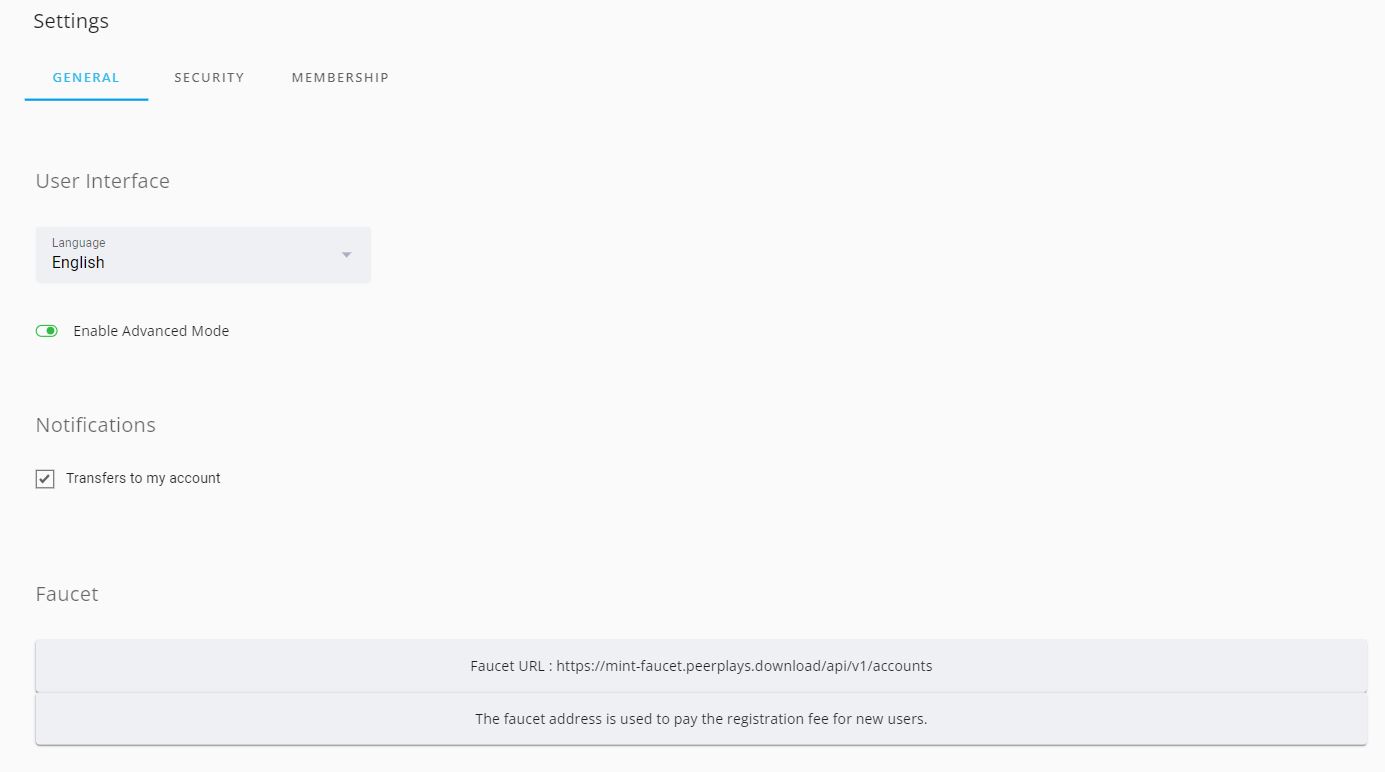 Settings
GENERAL SECURITY MEMBERSHIP
User Interface
Language
English
Enable Advanced Mode
Notifications
Transfers to my account
Faucet
Faucet URL : https://mint-faucet.peerplays.download/api/v1/accounts
The faucet address is used to pay the registration fee for new users.